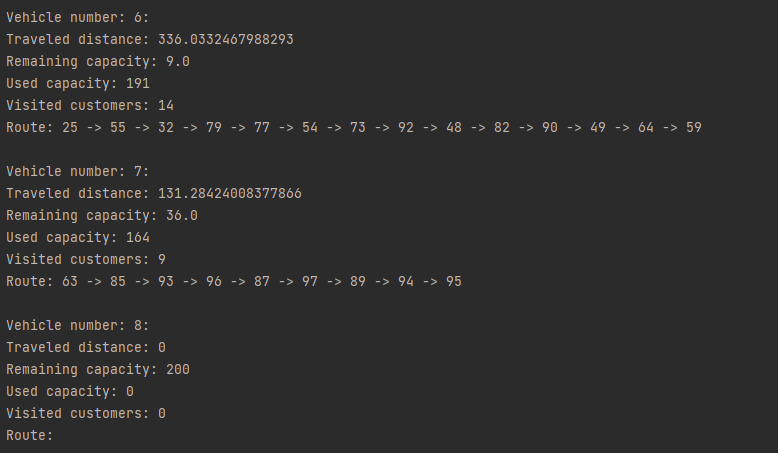 Vehicle number: 6:
Traveled distance: 336.0332467988293
Remaining capacity: 9.0
Used capacity: 191
Visited customers: 14
Route: 25 -> 55 -> 32 -> 79 -> 77 -> 54 -> 73 -> 92 -> 48 -> 82 -> 90 -> 49 -> 64 -> 59
Vehicle number: 7:
Traveled distance: 131.28424008377866
Remaining capacity: 36.0
Used capacity: 164
Visited customers: 9
Route: 63 -> 85 -> 93 -> 96 -> 87 -> 97 -> 89 -> 94 -> 95
Vehicle number: 8:
Traveled distance: 0
Remaining capacity: 200
Used capacity: 0
Visited customers: 0
Route: